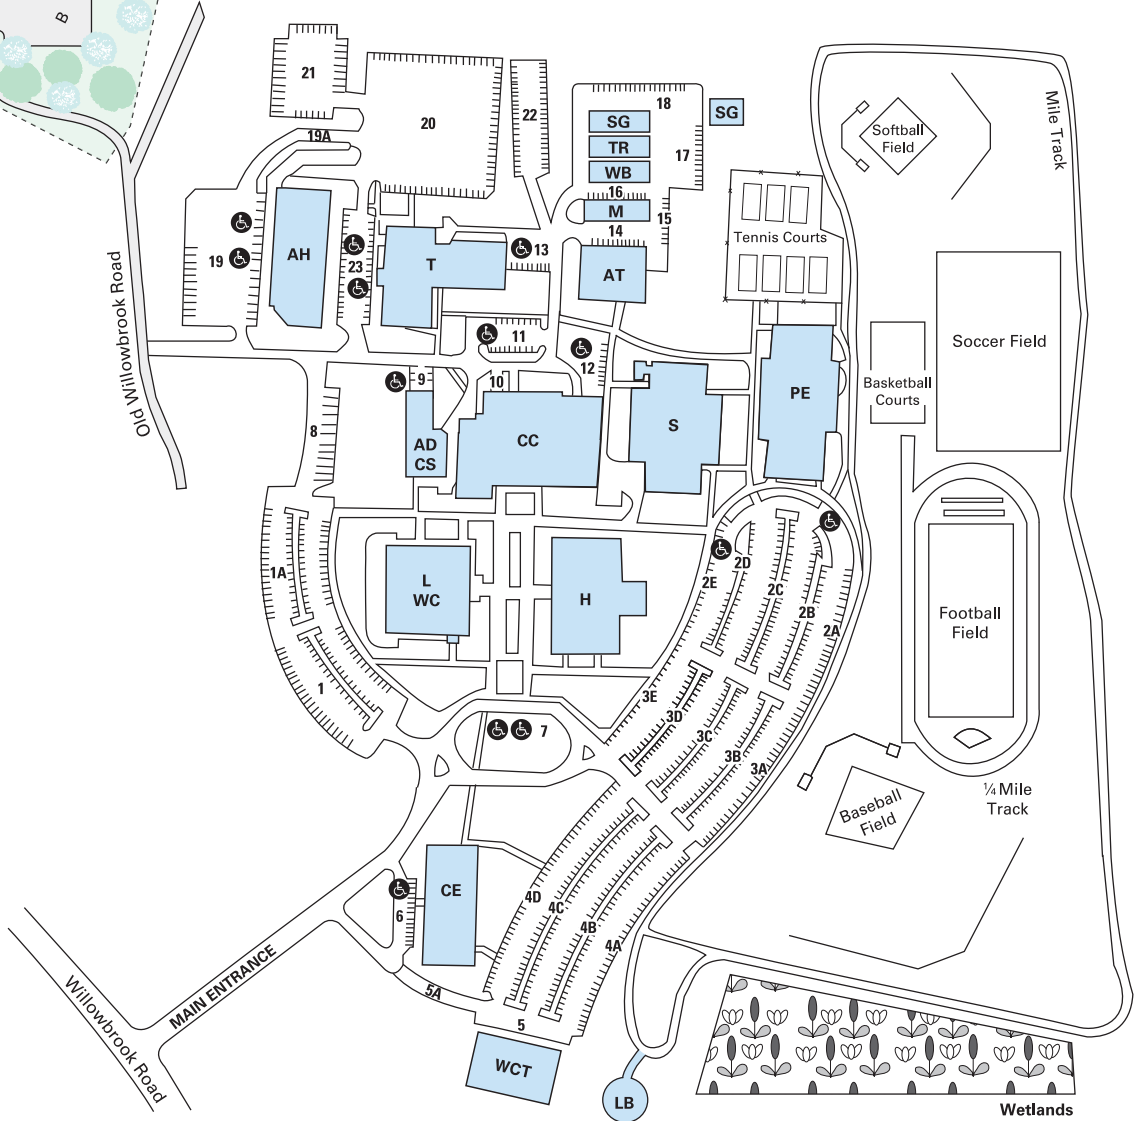 B
21
20
22
18
SG
SG
TR
17
WB
16
M
15
14
19A
Softball
Field
Mile Track
Tennis Courts
AH
19
23
T
13
AT
Old Willowbrook Road
11
12
10
9
8
Soccer Field
Basketball
Courts
PE
S
CC
AD
CS
1A
L
WC
H
2E
2D
2C
2B
2A
Football
Field
1
3E
3D
3C
3B
3A
7
¼ Mile
Track
Baseball
Field
CE
6
4D
4C
4B
4A
5A
5
MAIN ENTRANCE
Willowbrook Road
WCT
LB
Wetlands